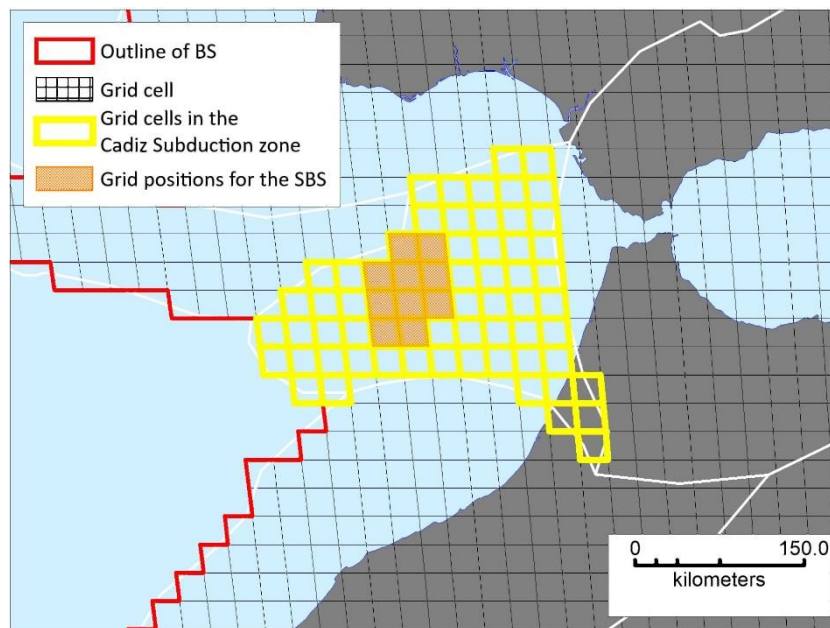 Outline of BS
Grid cell
Grid cells in the
Cadiz Subduction zone
Grid positions for the SBS
0 150.0
kilometers